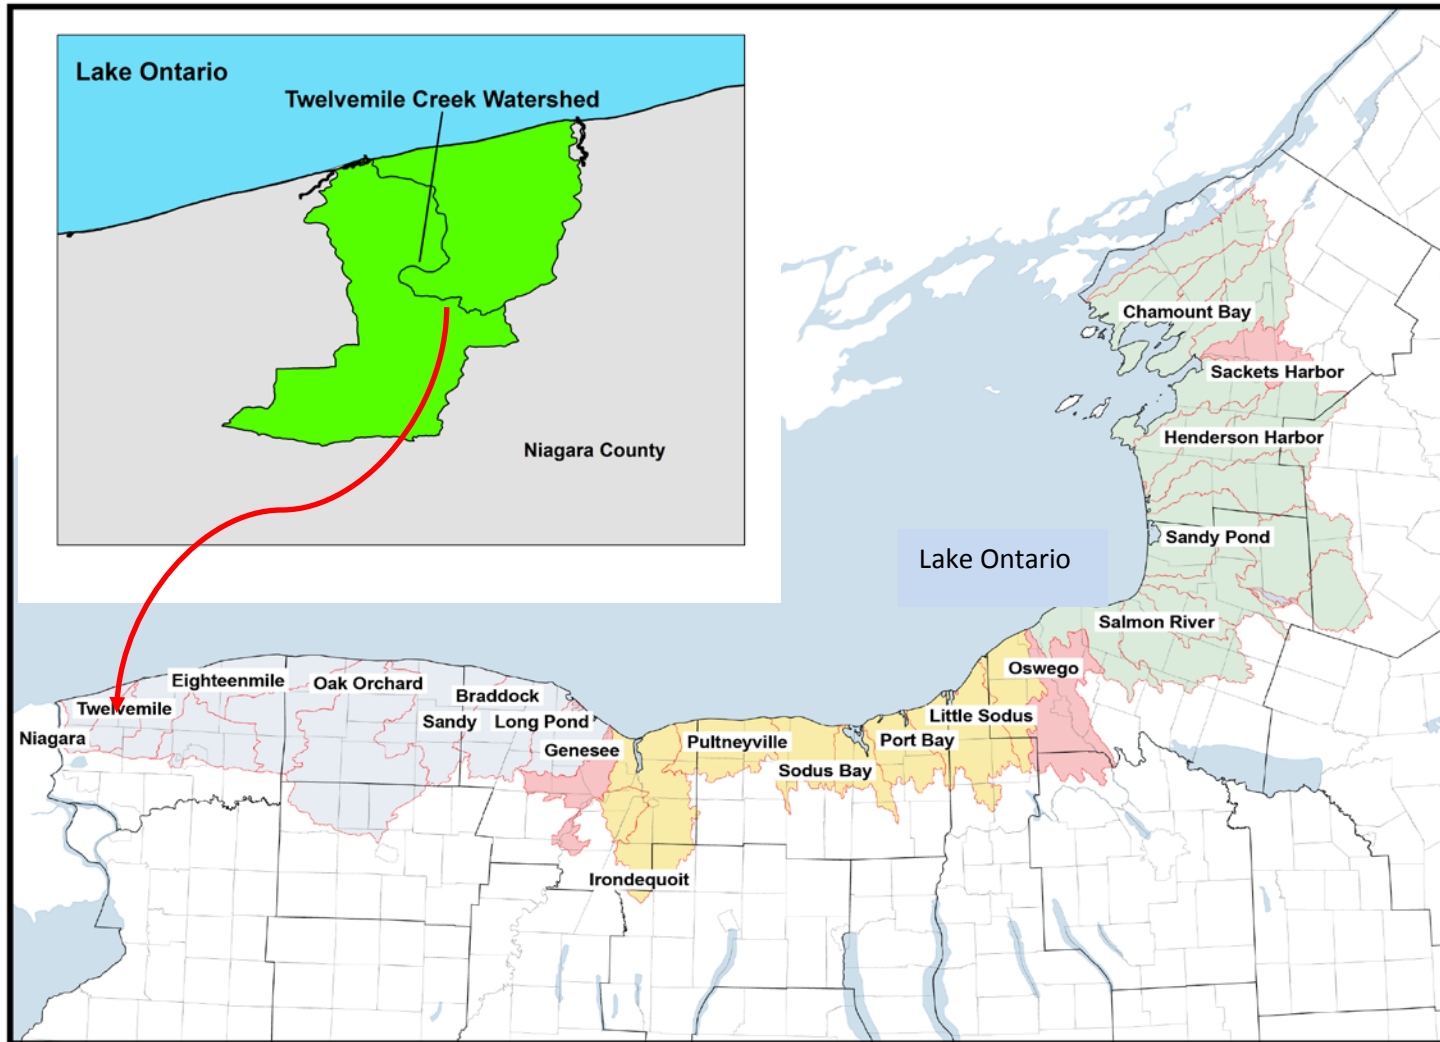 Lake Ontario
Twelvemile Creek Watershed
Niagara County
Chamount Bay
Sackets Harbor
Henderson Harbor
Sandy Pond
Lake Ontario
Salmon River
Oswego
Eighteenmile
Oak Orchard
Braddock
Twelvemile
Sandy
Long Pond
Little Sodus
Niagara
Genesee
Pultneyville
Port Bay
Sodus Bay
Irondequoit